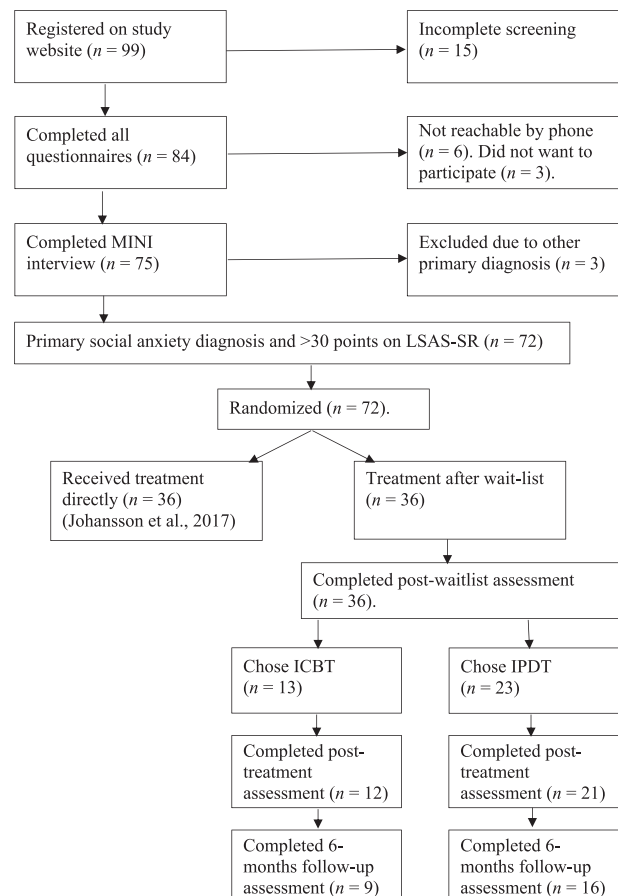 Registered on study
website (n = 99)
Incomplete screening
(n = 15)
Completed all
questionnaires (n = 84)
Not reachable by phone
(n = 6). Did not want to
participate (n = 3).
Completed MINI
interview (n = 75)
Excluded due to other
primary diagnosis (n = 3)
Primary social anxiety diagnosis and >30 points on LSAS-SR (n = 72)
Randomized (n = 72).
Received treatment
directly (n = 36)
(Johansson et al., 2017)
Treatment after wait-list
(n = 36)
Completed post-waitlist assessment
(n = 36).
Chose ICBT
(n = 13)
Chose IPDT
(n = 23)
Completed post-
treatment
assessment (n = 12)
Completed post-
treatment
assessment (n = 21)
Completed 6-
months follow-up
assessment (n = 9)
Completed 6-
months follow-up
assessment (n = 16)